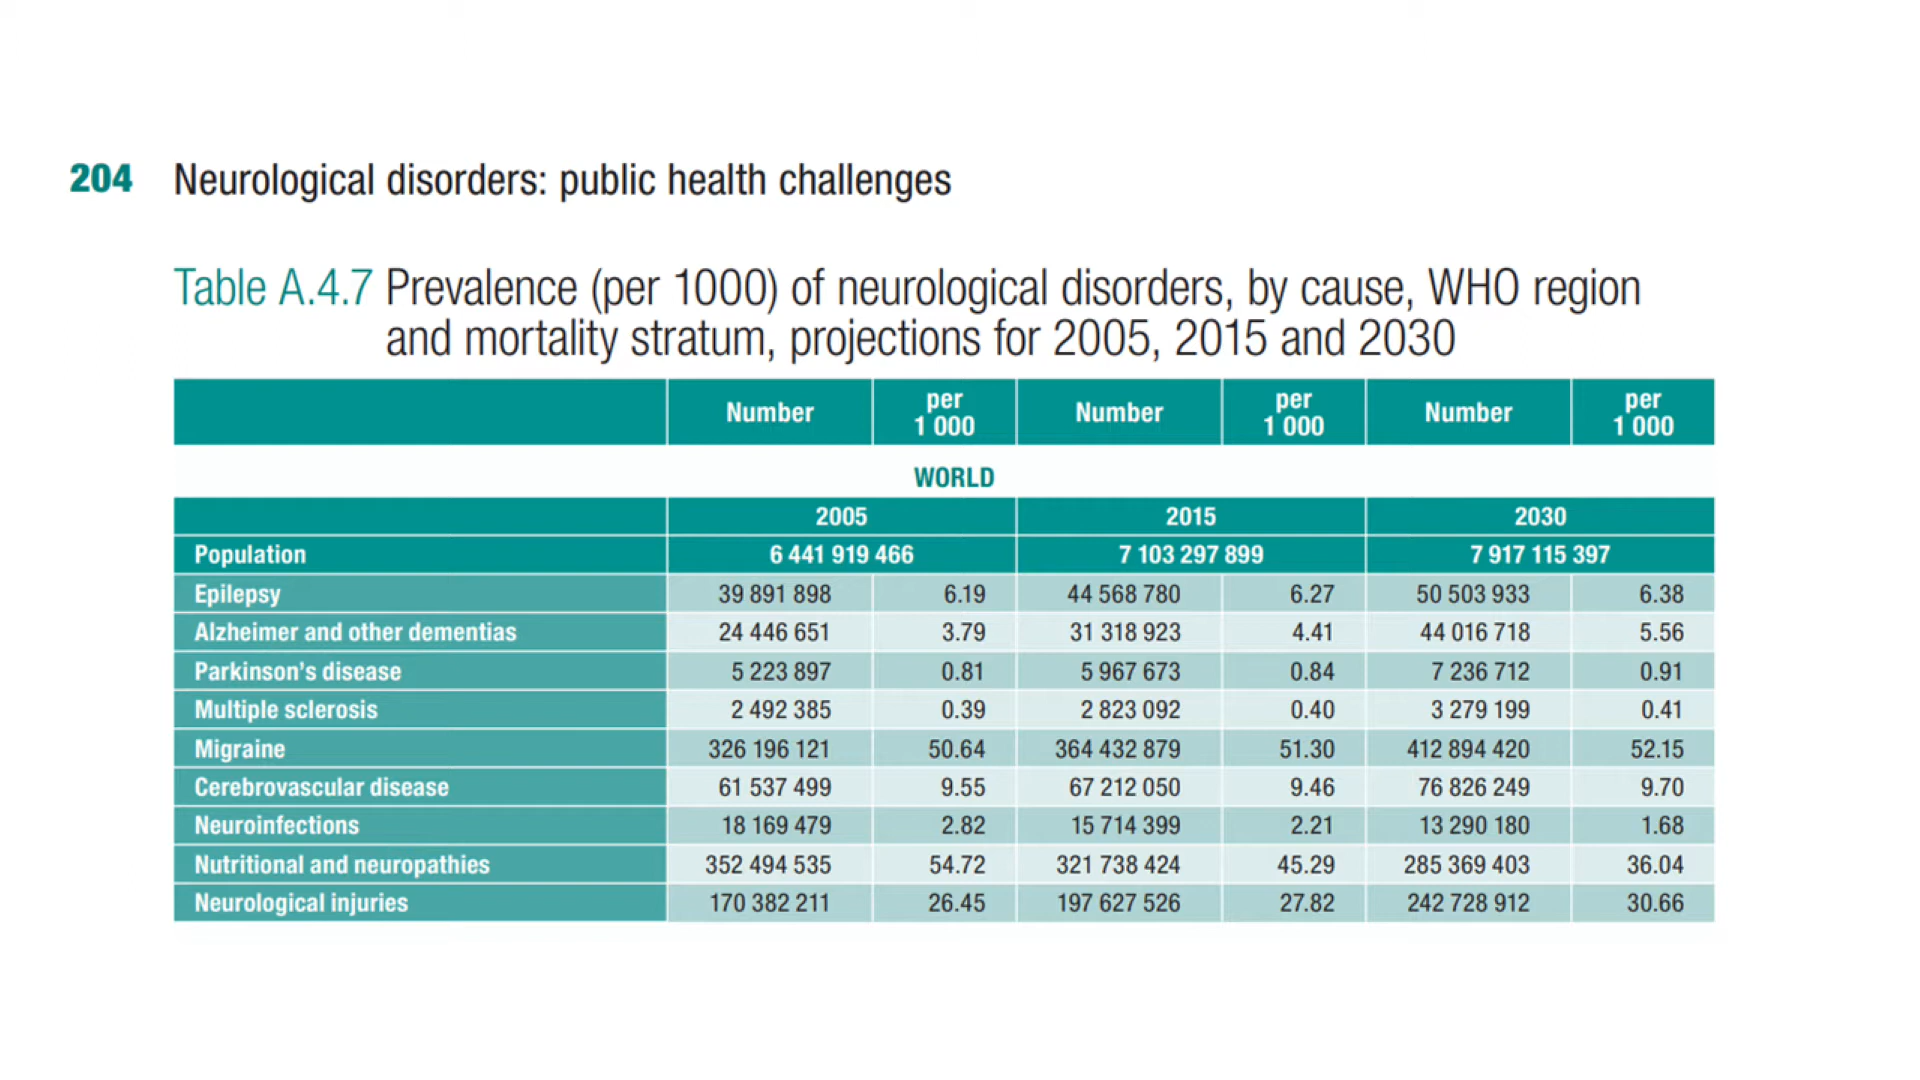 204 Neurological disorders: public health challenges
Table A.4.7 Prevalence (per 1000) of neurological disorders, by cause, WHO region
and mortality stratum, projections for 2005, 2015 and 2030
Number per 1 000 Number per 1 000 Number per 1 000
WORLD
2005 2015 2030
Population 6 441 919 466 7 103 297 899 7 917 115 397
Epilepsy 39 891 898 6.19 44 568 780 6.27 50 503 933 6.38
Alzheimer and other dementias 24 446 651 3.79 31 318 923 4.41 44 016 718 5.56
Parkinson's disease 5 223 897 0.81 5 967 673 0.84 7 236 712 0.91
Multiple sclerosis 2 492 385 0.39 2 823 092 0.40 3 279 199 0.41
Migraine 326 196 121 50.64 364 432 879 51.30 412 894 420 52.15
Cerebrovascular disease 61 537 499 9.55 67 212 050 9.46 76 826 249 9.70
Neuroinfections 18 169 479 2.82 15 714 399 2.21 13 290 180 1.68
Nutritional and neuropathies 352 494 535 54.72 321 738 424 45.29 285 369 403 36.04
Neurological injuries 170 382 211 26.45 197 627 526 27.82 242 728 912 30.66